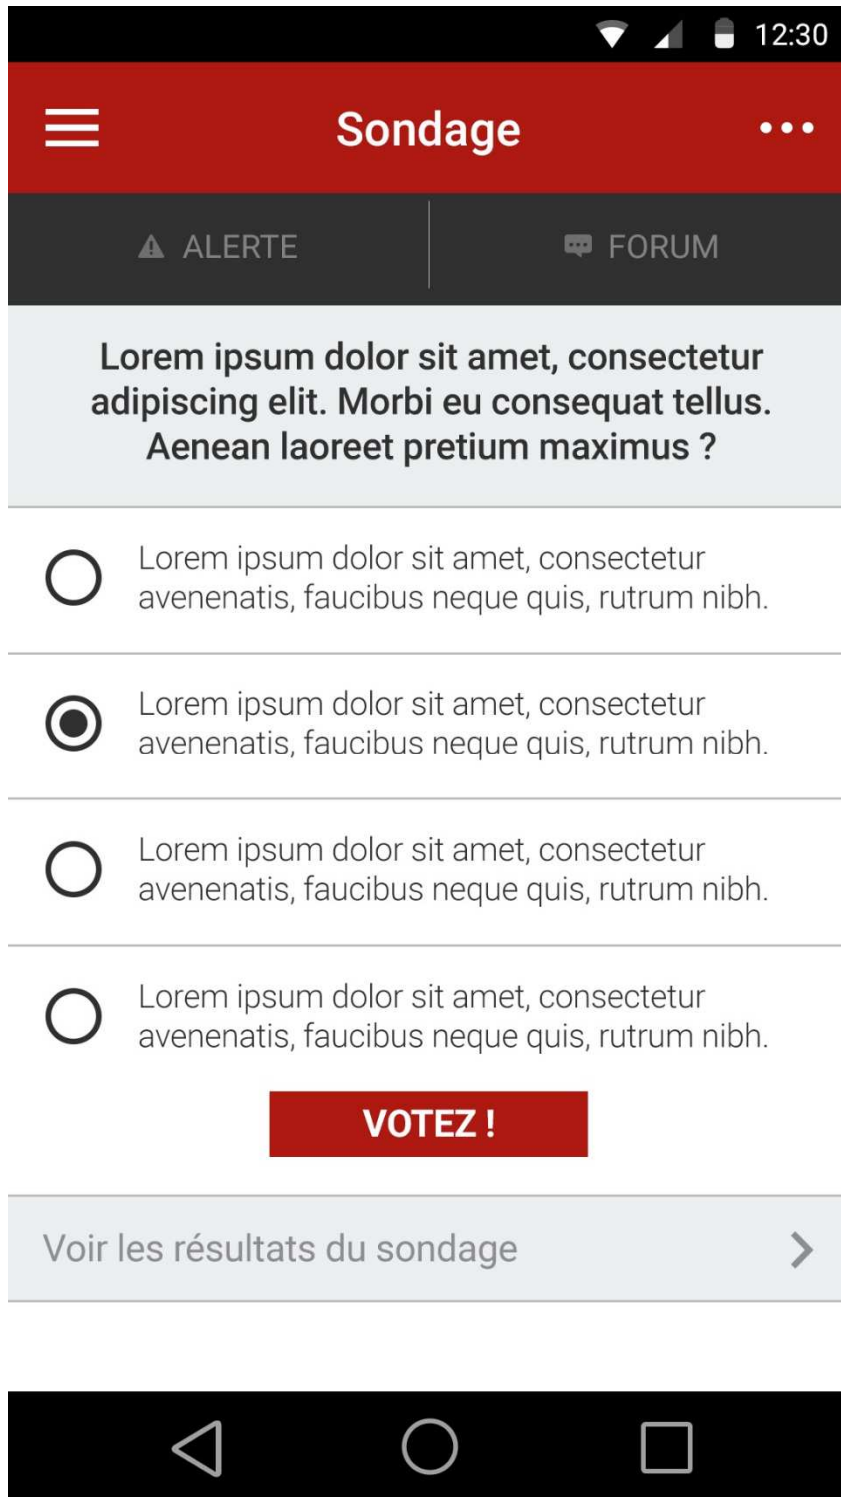 12:30
Sondage
ALERTE
FORUM
Lorem ipsum dolor sit amet, consectetur
adipiscing elit. Morbi eu consequat tellus.
Aenean laoreet pretium maximus ?
Lorem ipsum dolor sit amet, consectetur
avenenatis, faucibus neque quis, rutrum nibh.
Lorem ipsum dolor sit amet, consectetur
avenenatis, faucibus neque quis, rutrum nibh.
Lorem ipsum dolor sit amet, consectetur
avenenatis, faucibus neque quis, rutrum nibh.
Lorem ipsum dolor sit amet, consectetur
avenenatis, faucibus neque quis, rutrum nibh.
VOTEZ !
Voir les résultats du sondage